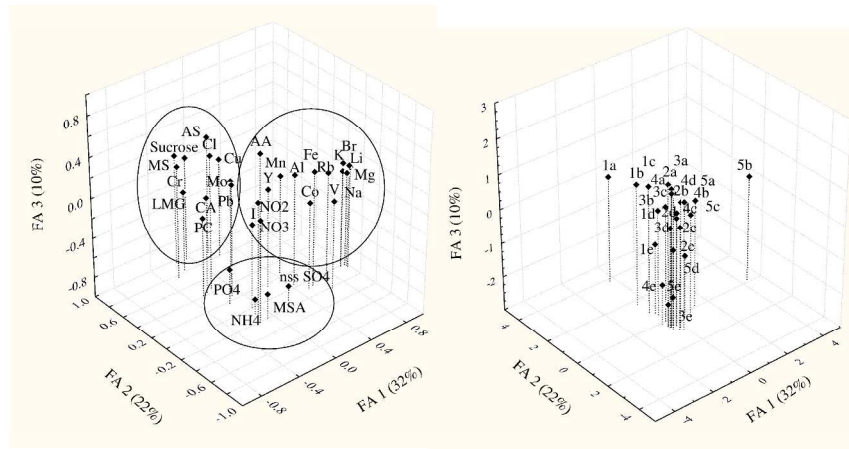 FA 3 (10%)
0.8
0.4
0.0
-0.4
-0.8
1.0
0.6
0.2
-0.2
-0.6
-1.0
FA 2 (22%)
-0.8
-0.4
0.0
0.4
0.8
FA 1 (32%)
AS
Sucrose
Cl
MS
Cu
Cr
Mo
LMG
CA
Pb
PC
AA
Mn
Al
Fe
Rb
K
Br
Li
Mg
Y
Co
V
Na
I
NO2
NO3
PO4
nss SO4
NH4
MSA
FA 3 (10%)
3
2
1
0
-1
-2
4
2
0
-2
-4
FA 2 (22%)
-4
-2
0
2
4
FA 1 (32%)
1a
1b
1c
3a
2a
4a
4d
5a
5b
3c
2b
4b
3b
4c
5c
1d
3d
2c
1e
2e
5d
4e
5e
3e